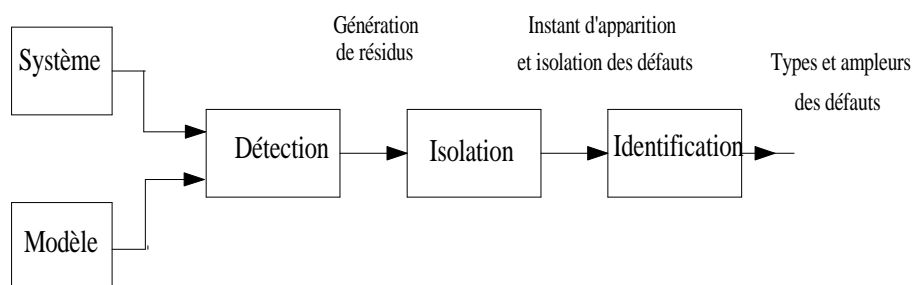 Système
Modèle
Détection
Génération
de résidus
Isolation
Instant d'apparition
et isolation des défauts
Identification
Types et ampleurs
des défauts